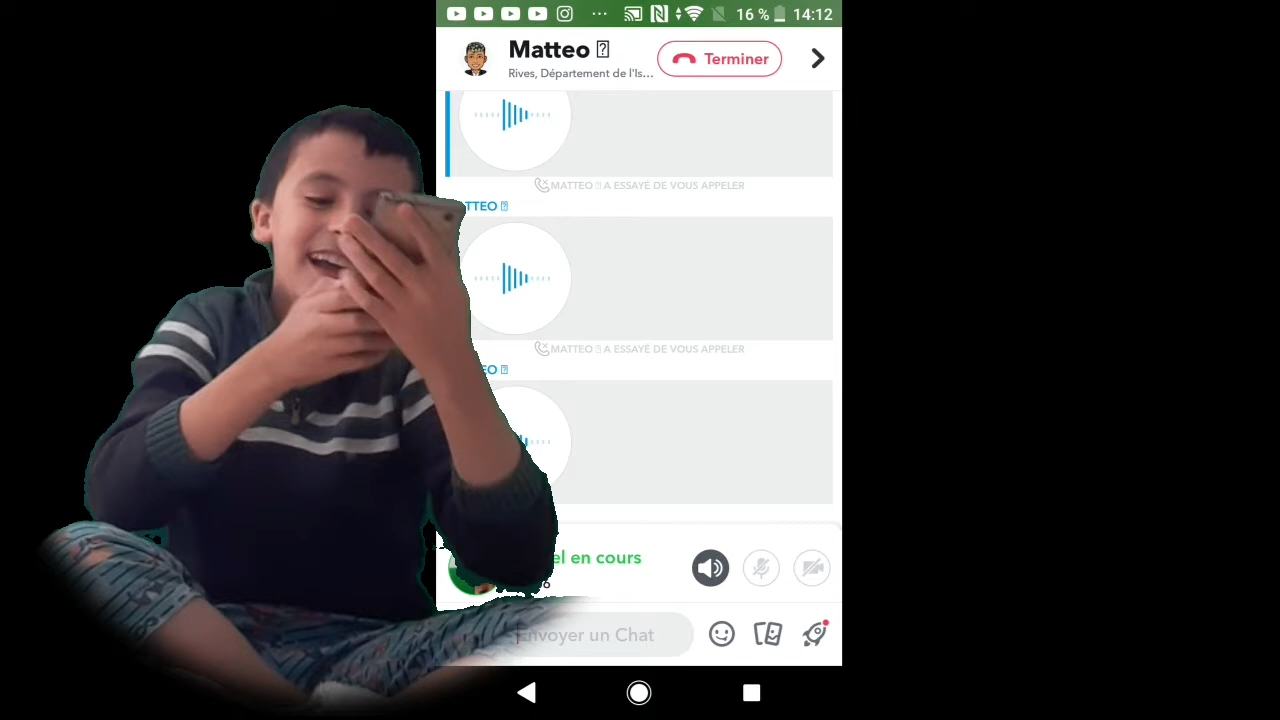 16 % 14:12
Matteo
Terminer
Rives, Département de l'Is...
MATTEO A ESSAYÉ DE VOUS APPELER
TTEO
MATTEO A ESSAYÉ DE VOUS APPELER
EO
el en cours
o
Envoyer un Chat